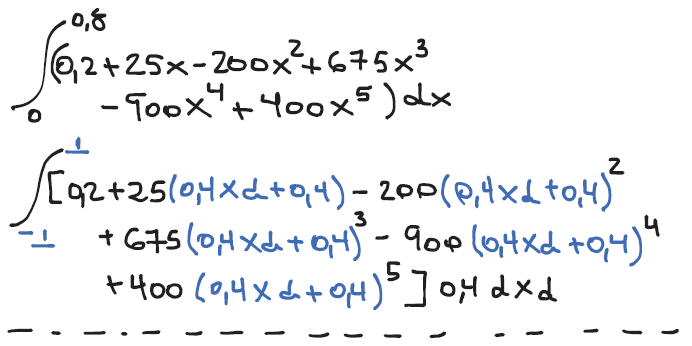 ∫₀^0,8 (0,2+25x-200x²+675x³
-900x⁴+400x⁵)dx
∫₋₁^1 [0,2+25(0,4xd+0,4)-200(0,4xd+0,4)²
+675(0,4xd+0,4)³-900(0,4xd+0,4)⁴
+400(0,4xd+0,4)⁵]0,4 dxd